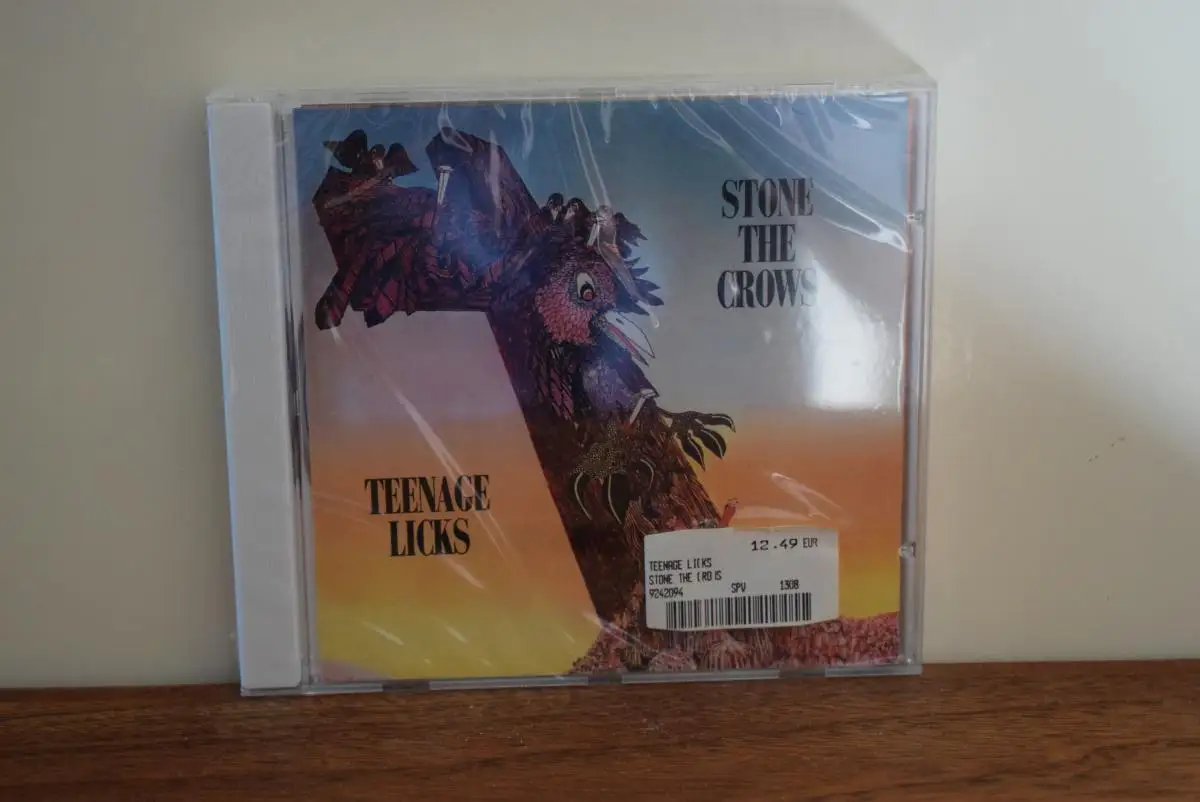 STONE
THE
CROWS
TEENAGE
LICKS
12.49 EUR
TEENAGE LICKS
STONE THE CROWS
9242094 SPV 1308